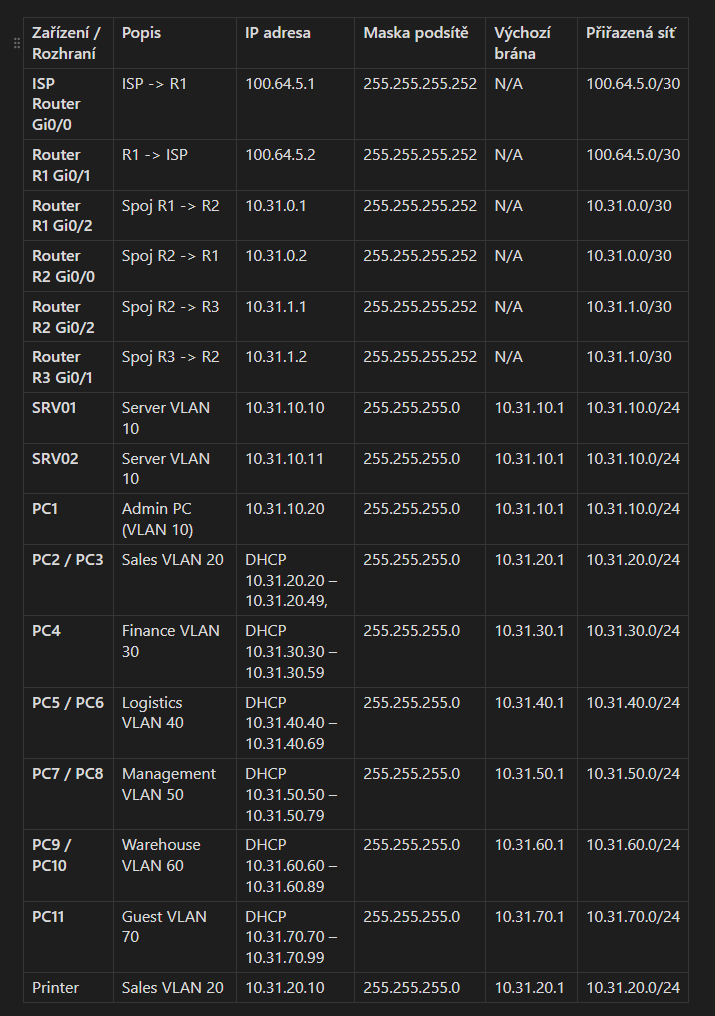 Zařízení / Rozhraní | Popis | IP adresa | Maska podsítě | Výchozí brána | Přiřazená síť
ISP Router Gi0/0 | ISP -> R1 | 100.64.5.1 | 255.255.255.252 | N/A | 100.64.5.0/30
Router R1 Gi0/1 | R1 -> ISP | 100.64.5.2 | 255.255.255.252 | N/A | 100.64.5.0/30
Router R1 Gi0/2 | Spoj R1 -> R2 | 10.31.0.1 | 255.255.255.252 | N/A | 10.31.0.0/30
Router R2 Gi0/0 | Spoj R2 -> R1 | 10.31.0.2 | 255.255.255.252 | N/A | 10.31.0.0/30
Router R2 Gi0/2 | Spoj R2 -> R3 | 10.31.1.1 | 255.255.255.252 | N/A | 10.31.1.0/30
Router R3 Gi0/1 | Spoj R3 -> R2 | 10.31.1.2 | 255.255.255.252 | N/A | 10.31.1.0/30
SRV01 | Server VLAN 10 | 10.31.10.10 | 255.255.255.0 | 10.31.10.1 | 10.31.10.0/24
SRV02 | Server VLAN 10 | 10.31.10.11 | 255.255.255.0 | 10.31.10.1 | 10.31.10.0/24
PC1 | Admin PC (VLAN 10) | 10.31.10.20 | 255.255.255.0 | 10.31.10.1 | 10.31.10.0/24
PC2 / PC3 | Sales VLAN 20 | DHCP 10.31.20.20 – 10.31.20.49, | 255.255.255.0 | 10.31.20.1 | 10.31.20.0/24
PC4 | Finance VLAN 30 | DHCP 10.31.30.30 – 10.31.30.59 | 255.255.255.0 | 10.31.30.1 | 10.31.30.0/24
PC5 / PC6 | Logistics VLAN 40 | DHCP 10.31.40.40 – 10.31.40.69 | 255.255.255.0 | 10.31.40.1 | 10.31.40.0/24
PC7 / PC8 | Management VLAN 50 | DHCP 10.31.50.50 – 10.31.50.79 | 255.255.255.0 | 10.31.50.1 | 10.31.50.0/24
PC9 / PC10 | Warehouse VLAN 60 | DHCP 10.31.60.60 – 10.31.60.89 | 255.255.255.0 | 10.31.60.1 | 10.31.60.0/24
PC11 | Guest VLAN 70 | DHCP 10.31.70.70 – 10.31.70.99 | 255.255.255.0 | 10.31.70.1 | 10.31.70.0/24
Printer | Sales VLAN 20 | 10.31.20.10 | 255.255.255.0 | 10.31.20.1 | 10.31.20.0/24